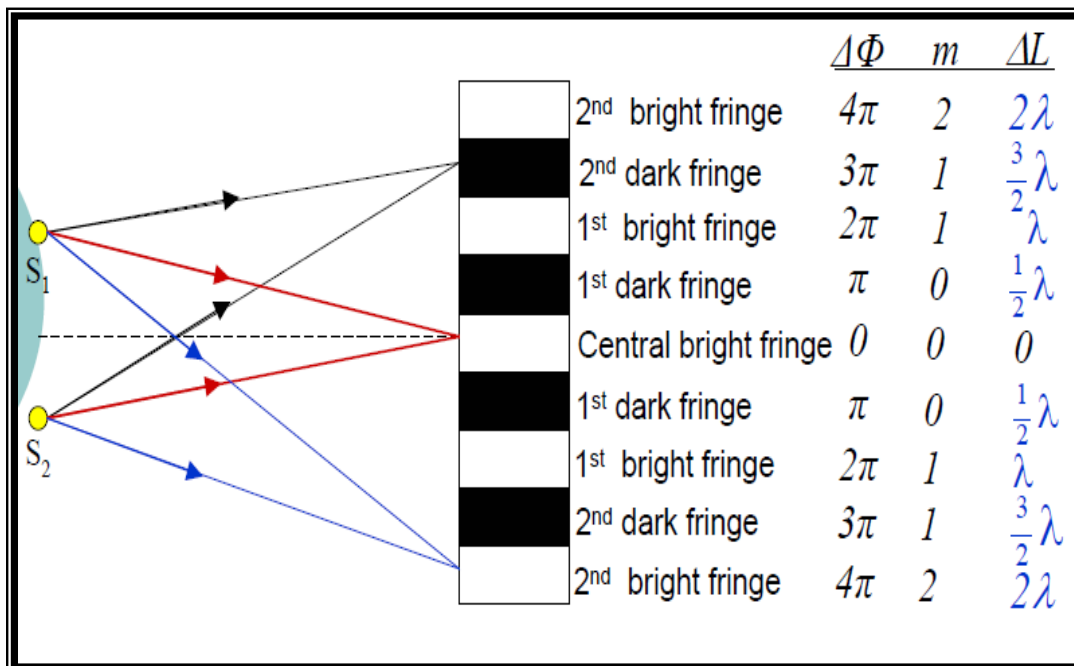 ΔΦ m ΔL
2nd bright fringe 4π 2 2λ
2nd dark fringe 3π 1 3/2 λ
1st bright fringe 2π 1 λ
S1
1st dark fringe π 0 1/2 λ
Central bright fringe 0 0 0
1st dark fringe π 0 1/2 λ
S2
1st bright fringe 2π 1 λ
2nd dark fringe 3π 1 3/2 λ
2nd bright fringe 4π 2 2λ